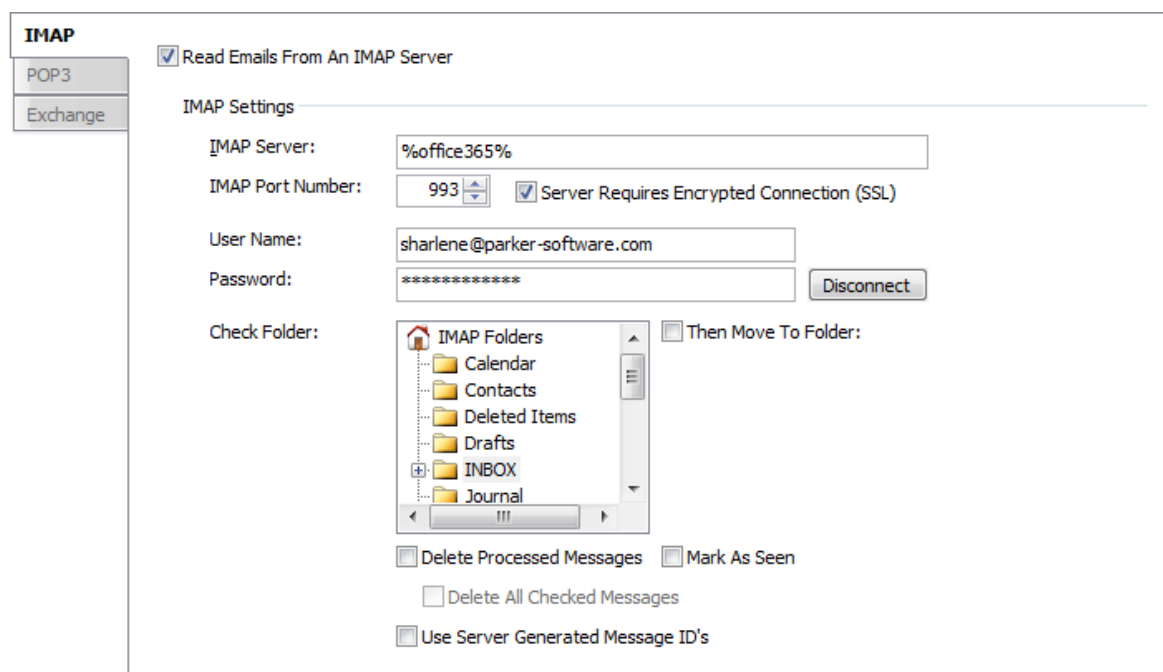 IMAP
POP3
Exchange
Read Emails From An IMAP Server
IMAP Settings
IMAP Server: %office365%
IMAP Port Number: 993 Server Requires Encrypted Connection (SSL)
User Name: sharlene@parker-software.com
Password: ************ Disconnect
Check Folder: IMAP Folders Then Move To Folder:
Calendar
Contacts
Deleted Items
Drafts
INBOX
Journal
Delete Processed Messages Mark As Seen
Delete All Checked Messages
Use Server Generated Message ID's